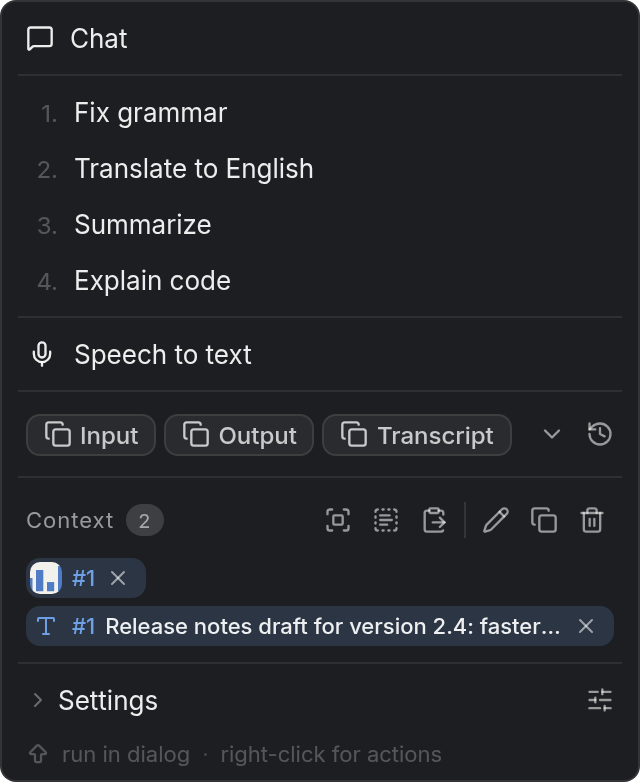 Chat
1. Fix grammar
2. Translate to English
3. Summarize
4. Explain code
Speech to text
Input Output Transcript
Context 2
#1
#1 Release notes draft for version 2.4: faster...
Settings
run in dialog · right-click for actions